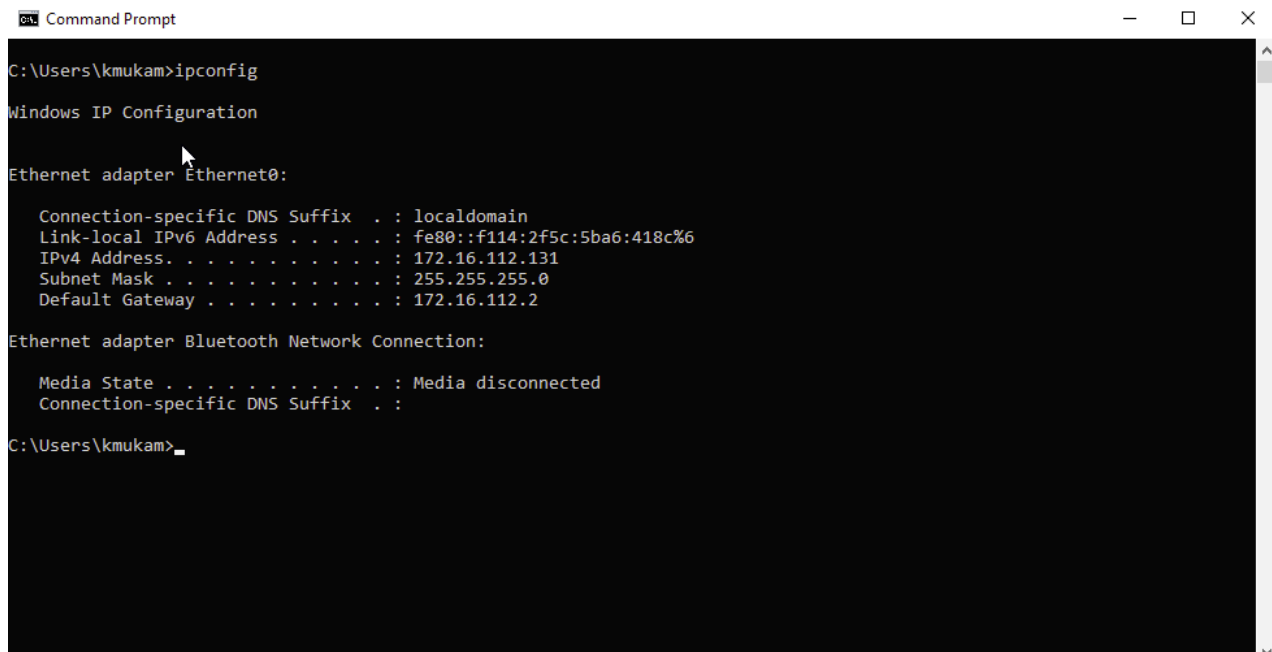 Command Prompt
C:\Users\kmukam>ipconfig
Windows IP Configuration
Ethernet adapter Ethernet0:
Connection-specific DNS Suffix  . : localdomain
Link-local IPv6 Address . . . . . : fe80::f114:2f5c:5ba6:418c%6
IPv4 Address. . . . . . . . . . . : 172.16.112.131
Subnet Mask . . . . . . . . . . . : 255.255.255.0
Default Gateway . . . . . . . . . : 172.16.112.2
Ethernet adapter Bluetooth Network Connection:
Media State . . . . . . . . . . . : Media disconnected
Connection-specific DNS Suffix  . :
C:\Users\kmukam>